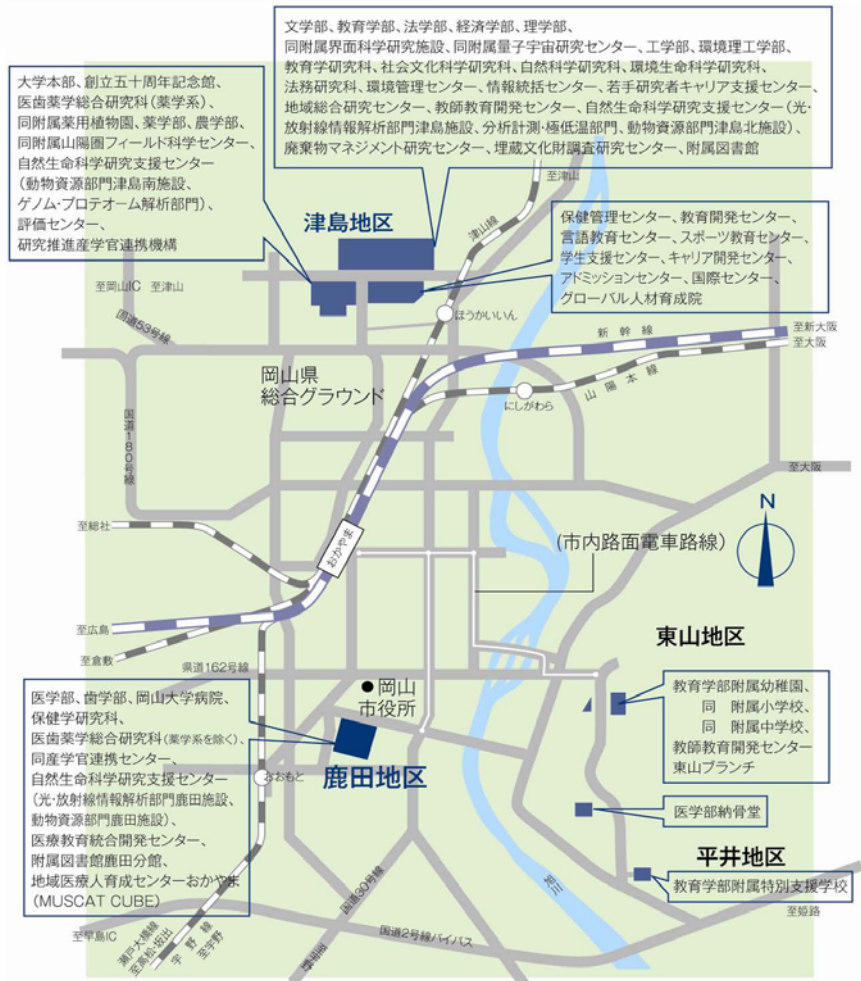 文学部、教育学部、法学部、経済学部、理学部、
同附属界面科学研究施設、同附属量子宇宙研究センター、工学部、環境理工学部、
教育学研究科、社会文化科学研究科、自然科学研究科、環境生命科学研究科、
法務研究科、環境管理センター、情報統括センター、若手研究者キャリア支援センター、
地域総合研究センター、教師教育開発センター、自然生命科学研究支援センター(光・
放射線情報解析部門津島施設、分析計測・極低温部門、動物資源部門津島北施設)、
廃棄物マネジメント研究センター、埋蔵文化財調査研究センター、附属図書館
大学本部、創立五十周年記念館、
医歯薬学総合研究科(薬学系)、
同附属薬用植物園、薬学部、農学部、
同附属山陽圏フィールド科学センター、
自然生命科学研究支援センター
(動物資源部門津島南施設、
ゲノム・プロテオーム解析部門)、
評価センター、
研究推進産学官連携機構
至津山
津島地区
津山線
保健管理センター、教育開発センター、
言語教育センター、スポーツ教育センター、
学生支援センター、キャリア開発センター、
アドミッションセンター、国際センター、
グローバル人材育成院
至岡山IC 至津山
国道53号線
ほうかいいん
新幹線
至新大阪
至大阪
岡山県
総合グラウンド
山陽本線
にしがわら
国道180号線
至大阪
N
至総社
おかやま
(市内路面電車路線)
至広島
至倉敷
東山地区
県道162号線
岡山
市役所
教育学部附属幼稚園、
同 附属小学校、
同 附属中学校、
教師教育開発センター
東山ブランチ
医学部、歯学部、岡山大学病院、
保健学研究科、
医歯薬学総合研究科(薬学系を除く)、
同産学官連携センター、
自然生命科学研究支援センター
(光・放射線情報解析部門鹿田施設、
動物資源部門鹿田施設)、
医療教育統合開発センター、
附属図書館鹿田分館、
地域医療人育成センターおかやま
(MUSCAT CUBE)
鹿田地区
おおもと
医学部納骨堂
平井地区
教育学部附属特別支援学校
旭川
国道30号線
至姫路
至早島IC
瀬戸大橋線
至高松・坂出
宇野線
至宇野
至玉野
国道2号線バイパス